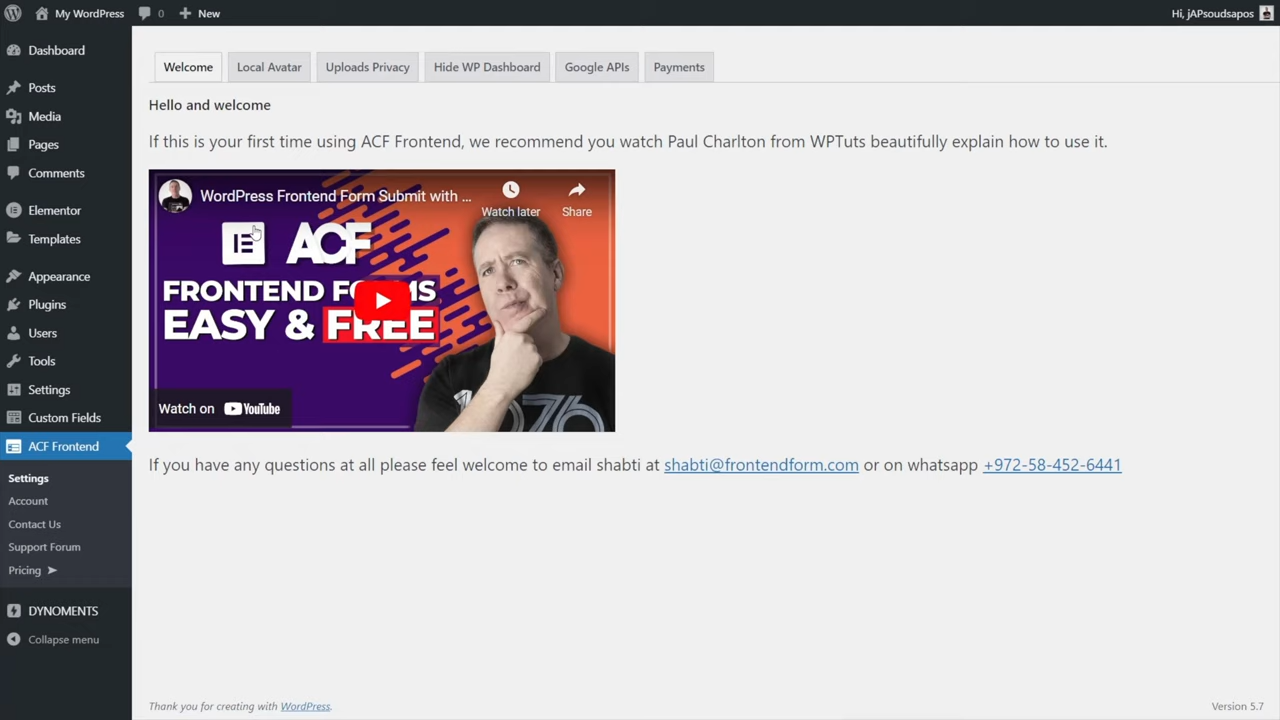 My WordPress
0
New
Hi, jAPsoudsapos
Dashboard
Posts
Media
Pages
Comments
Elementor
Templates
Appearance
Plugins
Users
Tools
Settings
Custom Fields
ACF Frontend
Settings
Account
Contact Us
Support Forum
Pricing ➤
DYNOMENTS
Collapse menu
Welcome
Local Avatar
Uploads Privacy
Hide WP Dashboard
Google APIs
Payments
Hello and welcome
If this is your first time using ACF Frontend, we recommend you watch Paul Charlton from WPTuts beautifully explain how to use it.
WordPress Frontend Form Submit with ...
Watch later
Share
ACF
FRONTEND
EASY & FREE
1976
Watch on YouTube
If you have any questions at all please feel welcome to email shabti at shabti@frontendform.com or on whatsapp +972-58-452-6441
Thank you for creating with WordPress.
Version 5.7